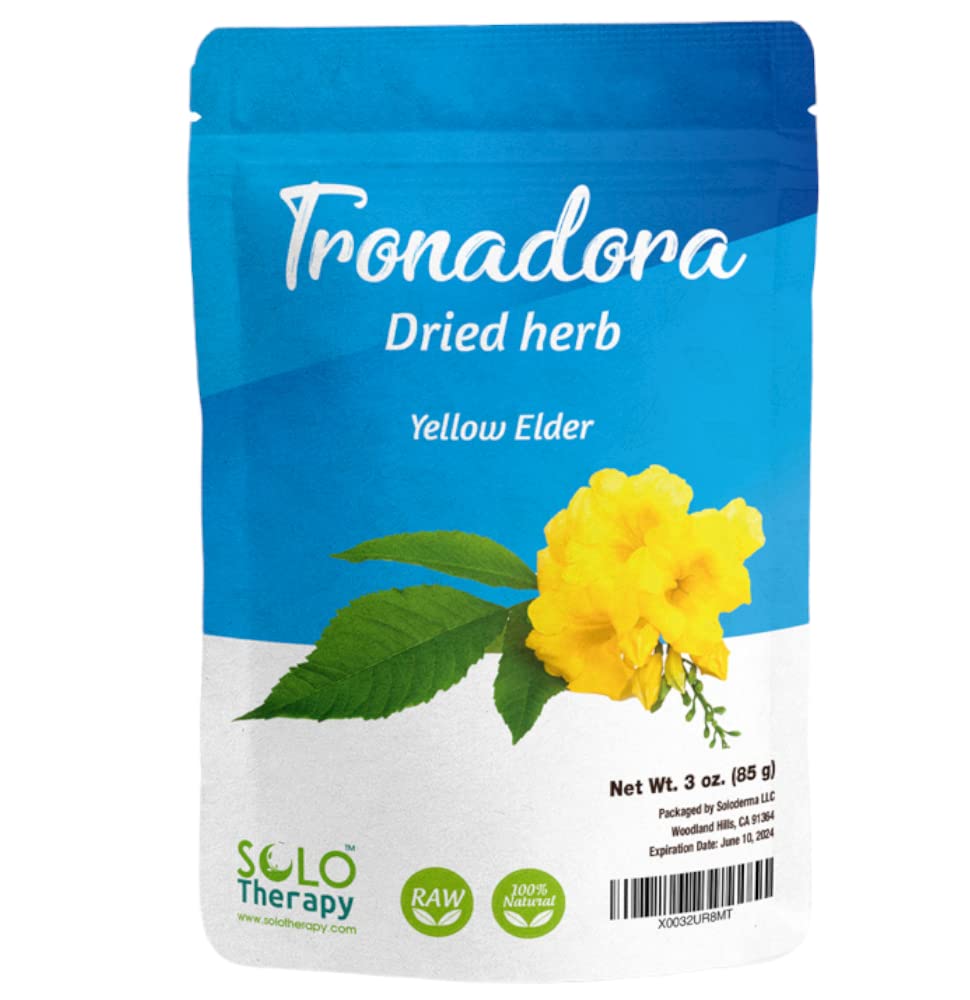 Tronadora
Dried herb
Yellow Elder
Net Wt. 3 oz. (85 g)
Packaged by Soloderma LLC
Woodland Hills, CA 91364
Expiration Date: June 10, 2024
SOLO™
Therapy
www.solotherapy.com
RAW
100%
Natural
X0032UR8MT